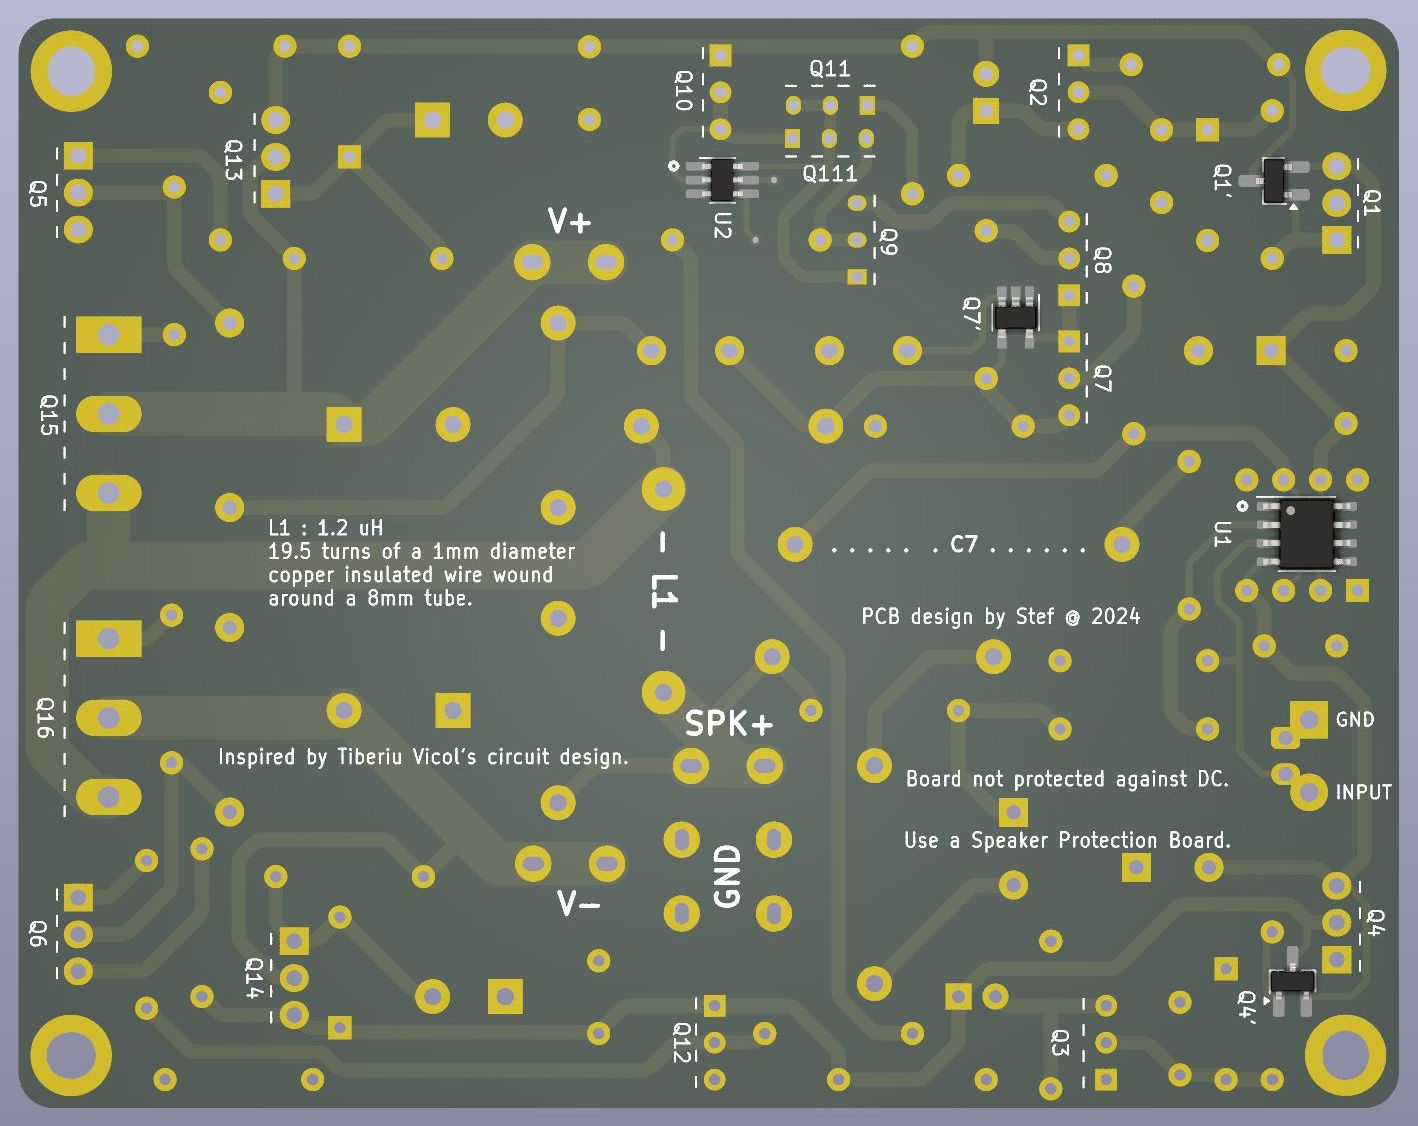 Q11
Q10
Q2
Q13
Q111
Q5
Q1′
Q1
U2
V+
Q9
Q8
Q7′
Q7
Q15
L1 : 1.2 uH
19.5 turns of a 1mm diameter
copper insulated wire wound
around a 8mm tube.
U1
...... . C7 ......
- L1 -
PCB design by Stef @ 2024
Q16
SPK+
GND
Inspired by Tiberiu Vicol's circuit design.
Board not protected against DC.
INPUT
Use a Speaker Protection Board.
GND
V-
Q6
Q4
Q14
Q4′
Q12
Q3